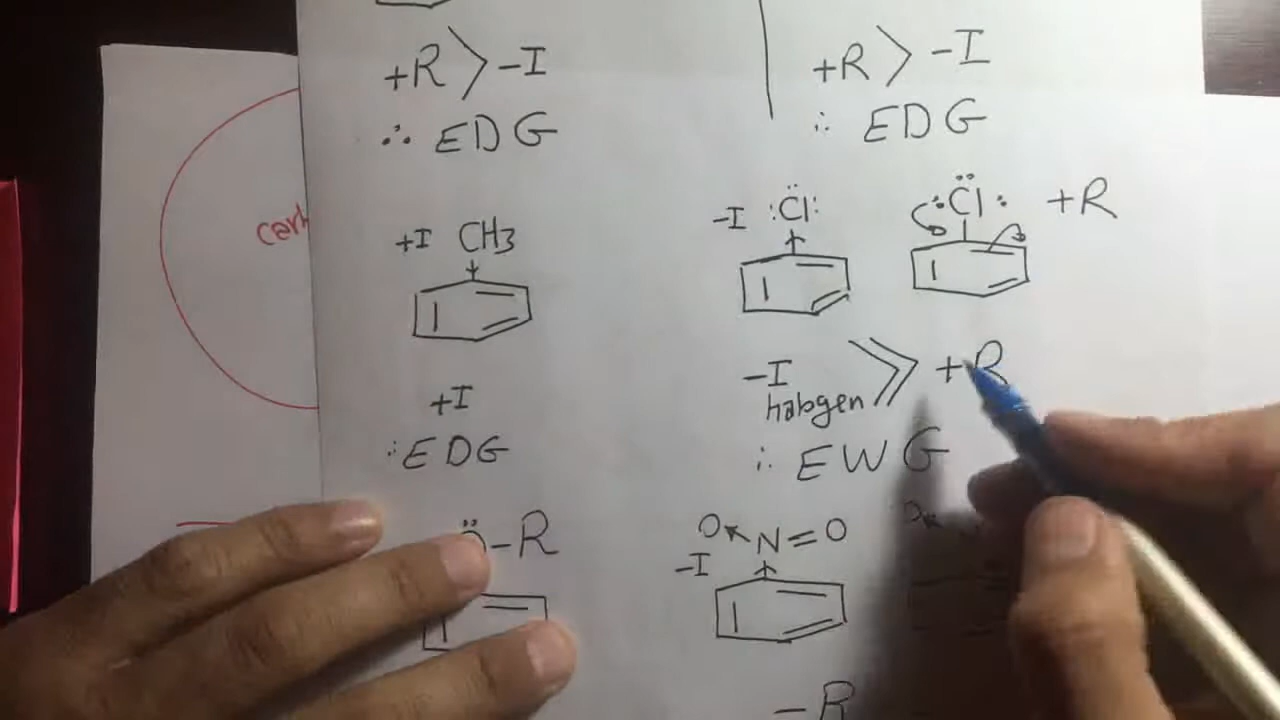 +R > -I
∴ EDG
+R > -I
∴ EDG
+I CH3
+I
∴ EDG
-I :Cl:
:Cl: +R
-I >> +R
halogen
∴ EWG
Ö-R
O N=O
-I
-R